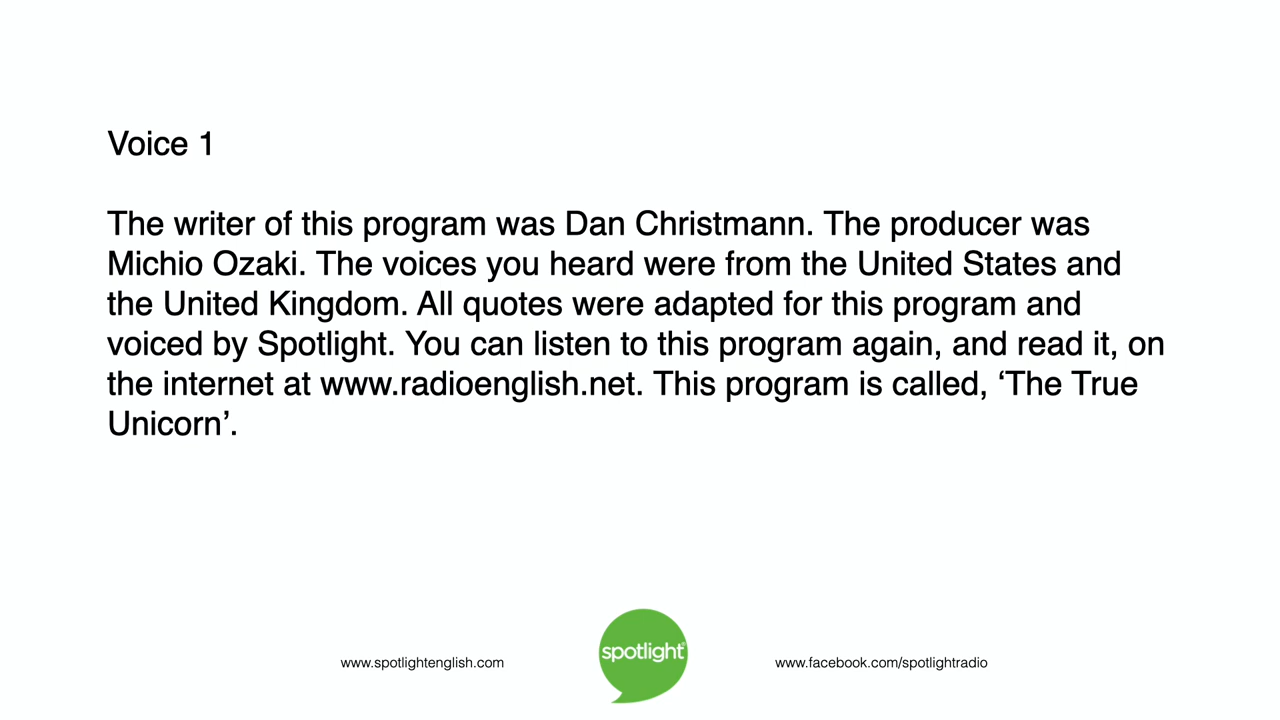 Voice 1
The writer of this program was Dan Christmann. The producer was
Michio Ozaki. The voices you heard were from the United States and
the United Kingdom. All quotes were adapted for this program and
voiced by Spotlight. You can listen to this program again, and read it, on
the internet at www.radioenglish.net. This program is called, ‘The True
Unicorn’.
www.spotlightenglish.com
spotlight®
www.facebook.com/spotlightradio